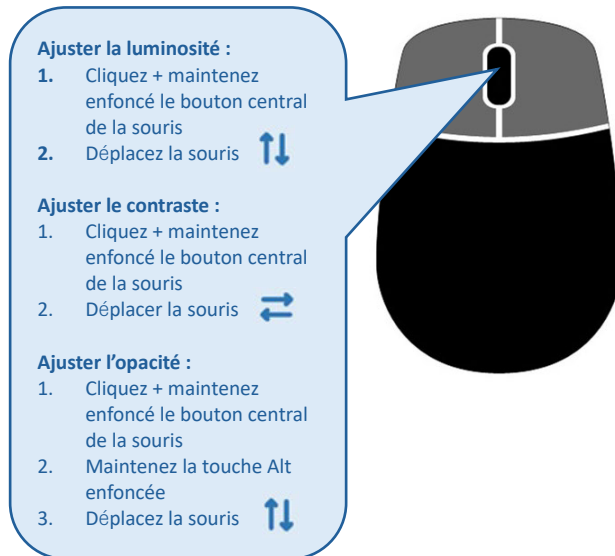 Ajuster la luminosité :
1. Cliquez + maintenez
enfoncé le bouton central
de la souris
2. Déplacez la souris
Ajuster le contraste :
1. Cliquez + maintenez
enfoncé le bouton central
de la souris
2. Déplacer la souris
Ajuster l’opacité :
1. Cliquez + maintenez
enfoncé le bouton central
de la souris
2. Maintenez la touche Alt
enfoncée
3. Déplacez la souris